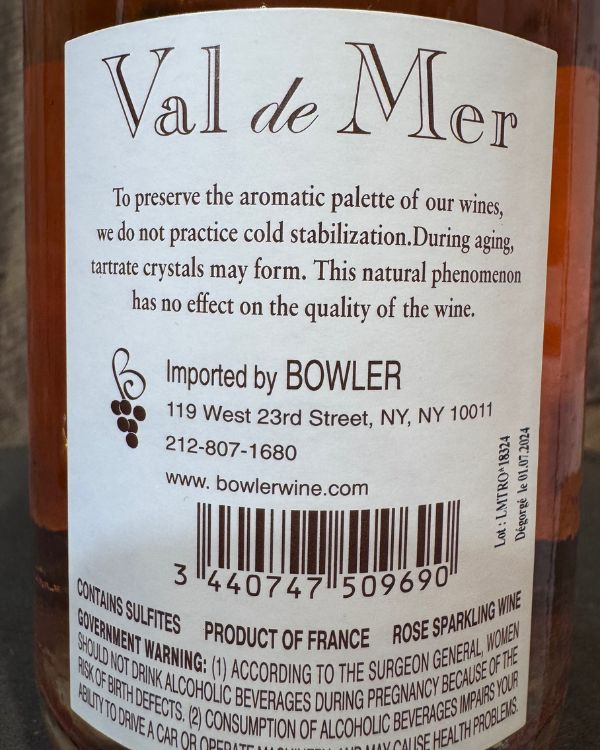 Val de Mer
To preserve the aromatic palette of our wines,
we do not practice cold stabilization.During aging,
tartrate crystals may form. This natural phenomenon
has no effect on the quality of the wine.
B
Imported by BOWLER
119 West 23rd Street, NY, NY 10011
212-807-1680
www. bowlerwine.com
Lot : LMTRO*18324
Dégorgé le 01.07.2024
3 440747 509690
CONTAINS SULFITES PRODUCT OF FRANCE ROSE SPARKLING WINE
GOVERNMENT WARNING: (1) ACCORDING TO THE SURGEON GENERAL, WOMEN
SHOULD NOT DRINK ALCOHOLIC BEVERAGES DURING PREGNANCY BECAUSE OF THE
RISK OF BIRTH DEFECTS. (2) CONSUMPTION OF ALCOHOLIC BEVERAGES IMPAIRS YOUR
ABILITY TO DRIVE A CAR OR OPERATE MACHINERY, AND MAY CAUSE HEALTH PROBLEMS.